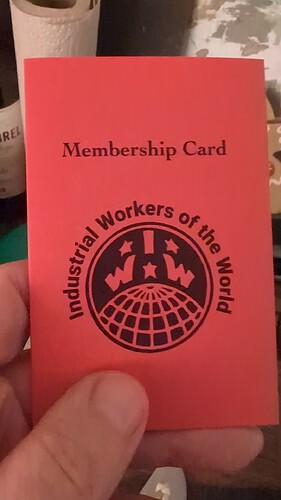 Membership Card
Industrial Workers of the World
I W W